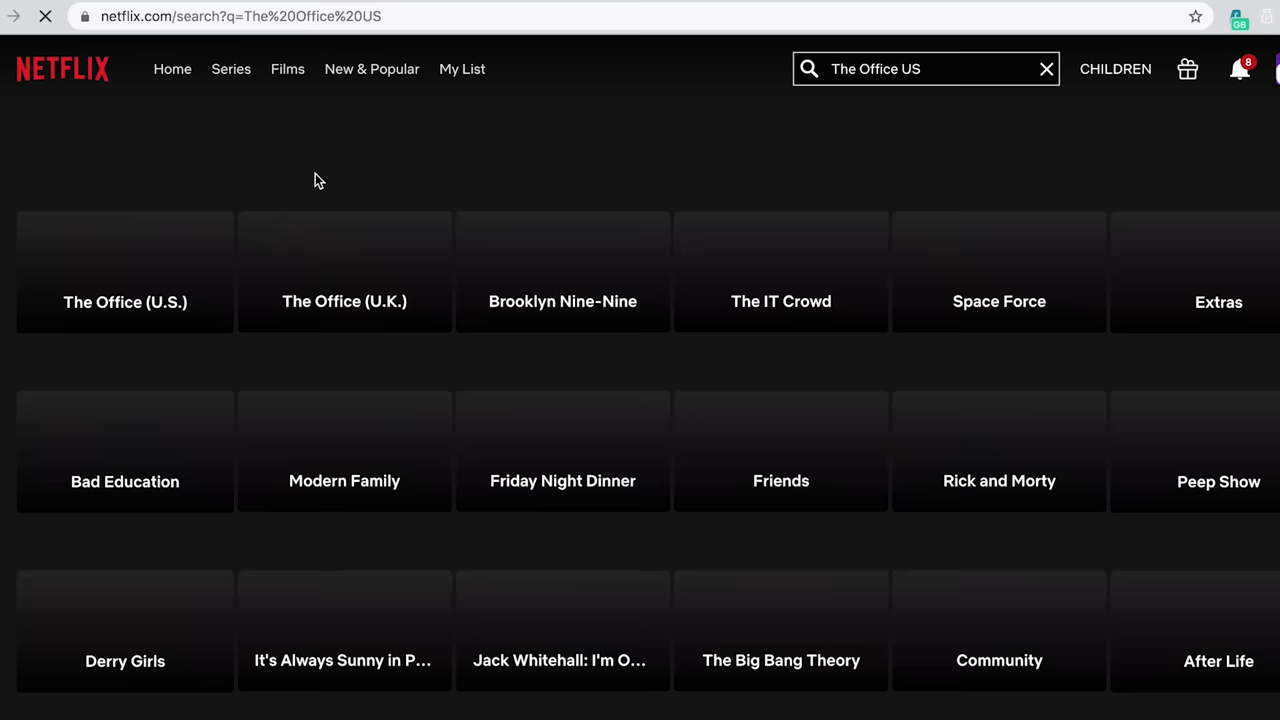 netflix.com/search?q=The%20Office%20US
GB
NETFLIX Home Series Films New & Popular My List The Office US CHILDREN 8
The Office (U.S.) The Office (U.K.) Brooklyn Nine-Nine The IT Crowd Space Force Extras
Bad Education Modern Family Friday Night Dinner Friends Rick and Morty Peep Show
Derry Girls It's Always Sunny in P... Jack Whitehall: I'm O... The Big Bang Theory Community After Life